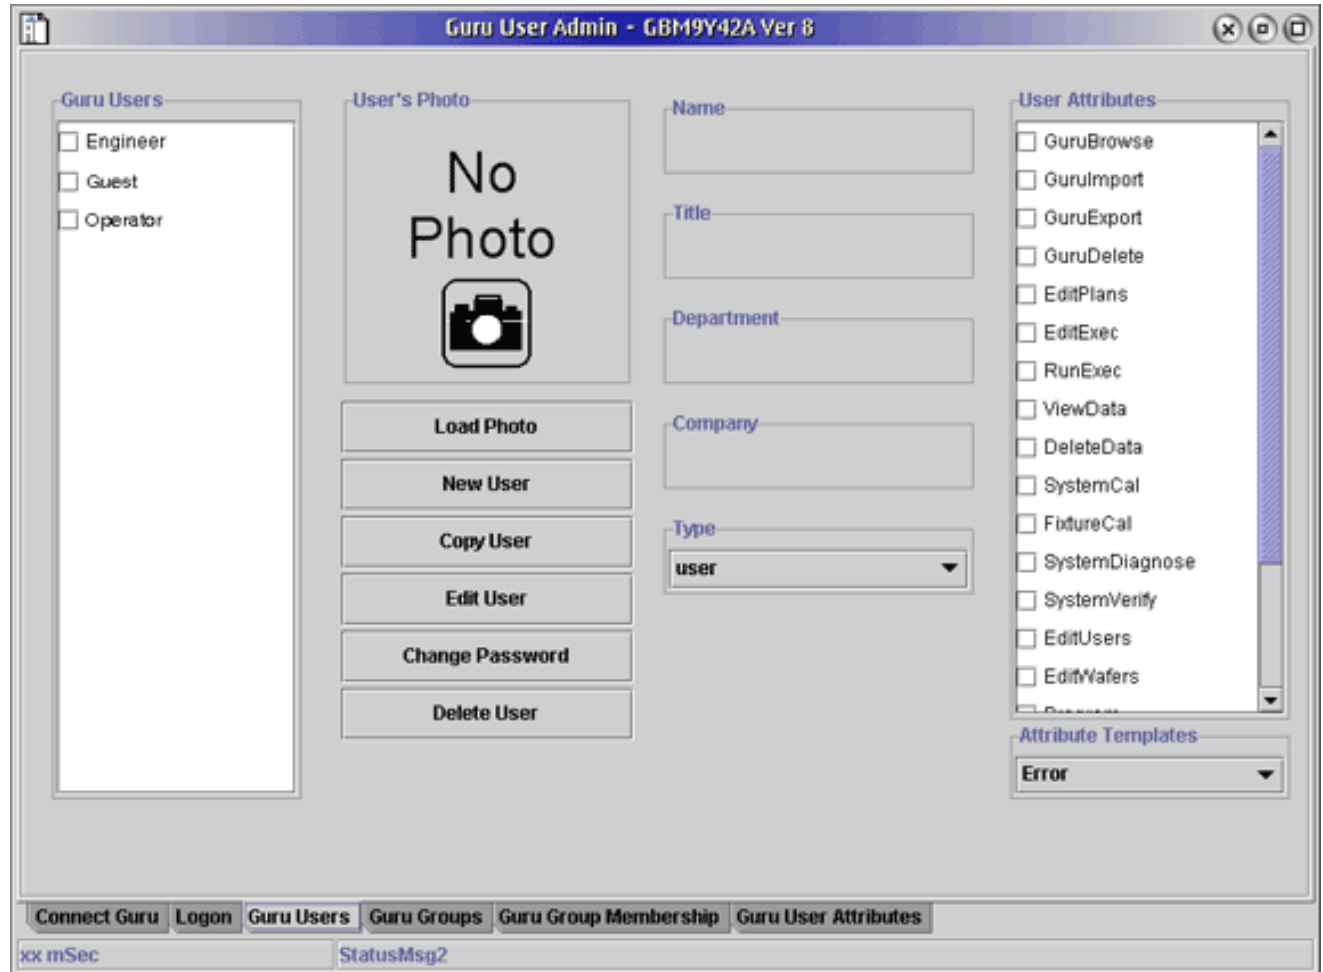 Guru User Admin - GBM9Y42A Ver 8
Guru Users
Engineer
Guest
Operator
User's Photo
No
Photo
Load Photo
New User
Copy User
Edit User
Change Password
Delete User
Name
Title
Department
Company
Type
user
User Attributes
GuruBrowse
GuruImport
GuruExport
GuruDelete
EditPlans
EditExec
RunExec
ViewData
DeleteData
SystemCal
FixtureCal
SystemDiagnose
SystemVerify
EditUsers
EditWafers
Attribute Templates
Error
Connect Guru Logon Guru Users Guru Groups Guru Group Membership Guru User Attributes
xx mSec StatusMsg2